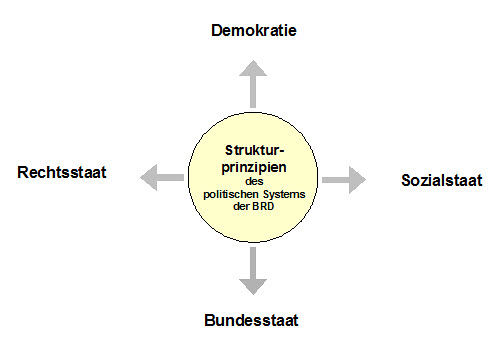 Demokratie
Struktur-
prinzipien
des
politischen Systems
der BRD
Rechtsstaat
Sozialstaat
Bundesstaat